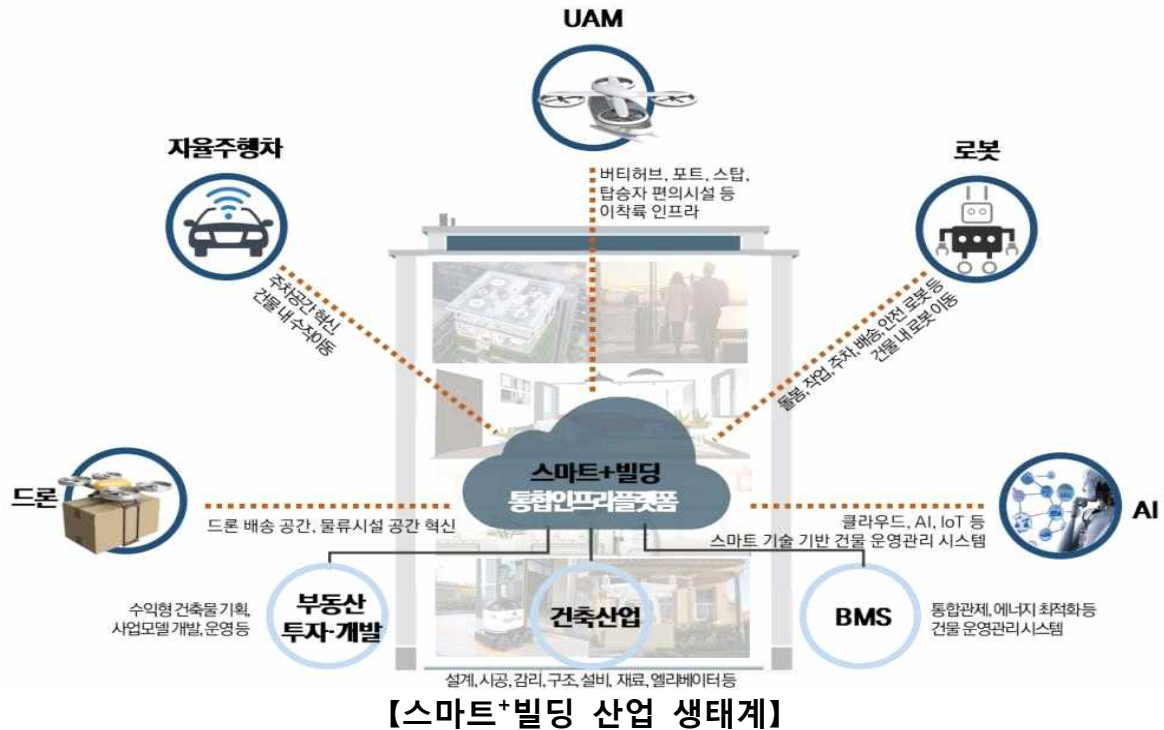 UAM
버티허브, 포트, 스탑,
탑승자 편의시설 등
이착륙 인프라
자율주행차
주차공간 혁신,
건물 내 수직이동
로봇
돌봄, 작업, 주차, 배송, 안전 로봇 등
건물 내 로봇 이동
스마트+빌딩
통합인프라플랫폼
드론
드론 배송 공간, 물류시설 공간 혁신
AI
클라우드, AI, IoT 등
스마트 기술 기반 건물 운영관리 시스템
수익형 건축물 기획,
사업모델 개발, 운영 등
부동산
투자·개발
건축산업
BMS
통합관제, 에너지 최적화 등
건물 운영관리 시스템
설계, 시공, 감리, 구조, 설비, 재료, 엘리베이터 등
【스마트⁺빌딩 산업 생태계】